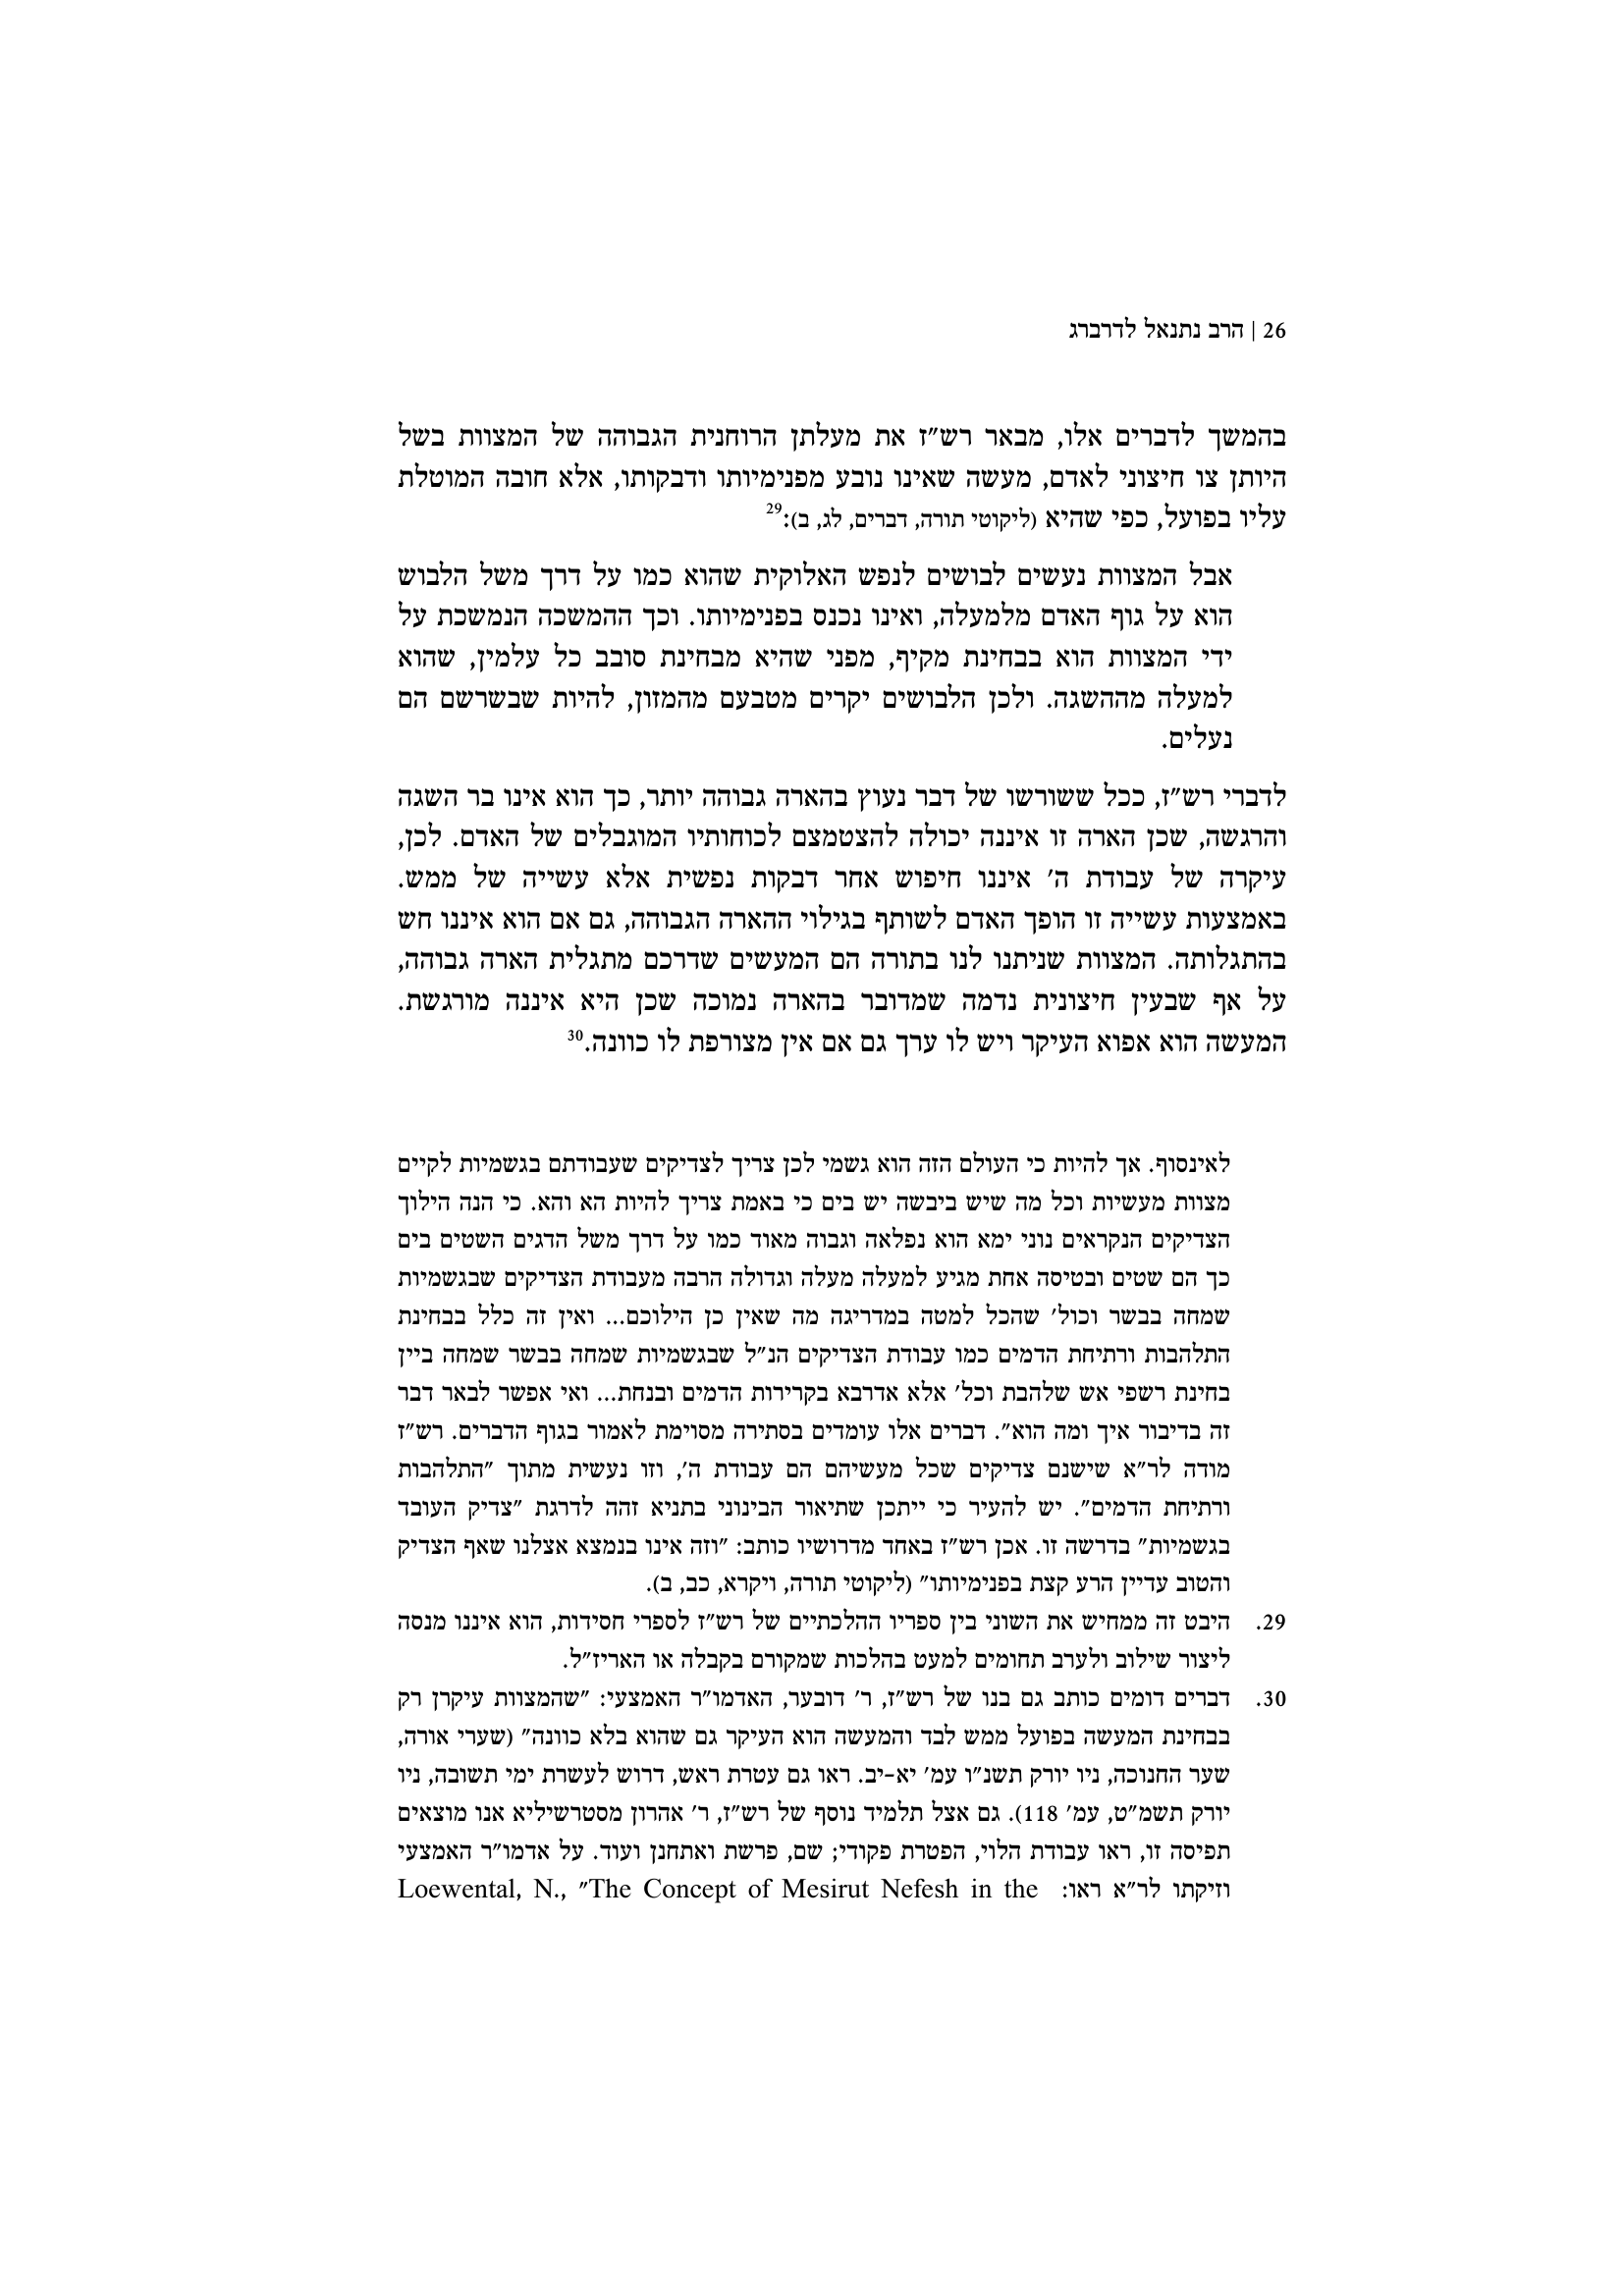 26 | הרב נתנאל לדרברג
בהמשך לדברים אלו, מבאר רש״ז את מעלתן הרוחנית הגבוהה של המצוות בשל
היותן צו חיצוני לאדם, מעשה שאינו נובע מפנימיותו ודבקותו, אלא חובה המוטלת
עליו בפועל, כפי שהיא (ליקוטי תורה, דברים, לג, ב):29
אבל המצוות נעשים לבושים לנפש האלוקית שהוא כמו על דרך משל הלבוש
הוא על גוף האדם מלמעלה, ואינו נכנס בפנימיותו. וכך ההמשכה הנמשכת על
ידי המצוות הוא בבחינת מקיף, מפני שהיא מבחינת סובב כל עלמין, שהוא
למעלה מההשגה. ולכן הלבושים יקרים מטבעם מהמזון, להיות שבשרשם הם
נעלים.
לדברי רש״ז, ככל ששורשו של דבר נעוץ בהארה גבוהה יותר, כך הוא אינו בר השגה
והרגשה, שכן הארה זו איננה יכולה להצטמצם לכוחותיו המוגבלים של האדם. לכן,
עיקרה של עבודת ה׳ איננו חיפוש אחר דבקות נפשית אלא עשייה של ממש.
באמצעות עשייה זו הופך האדם לשותף בגילוי ההארה הגבוהה, גם אם הוא איננו חש
בהתגלותה. המצוות שניתנו לנו בתורה הם המעשים שדרכם מתגלית הארה גבוהה,
על אף שבעין חיצונית נדמה שמדובר בהארה נמוכה שכן היא איננה מורגשת.
המעשה הוא אפוא העיקר ויש לו ערך גם אם אין מצורפת לו כוונה.30
לאינסוף. אך להיות כי העולם הזה הוא גשמי לכן צריך לצדיקים שעבודתם בגשמיות לקיים
מצוות מעשיות וכל מה שיש ביבשה יש בים כי באמת צריך להיות הא והא. כי הנה הילוך
הצדיקים הנקראים נוני ימא הוא נפלאה וגבוה מאוד כמו על דרך משל הדגים השטים בים
כך הם שטים ובטיסה אחת מגיע למעלה מעלה וגדולה הרבה מעבודת הצדיקים שבגשמיות
שמחה בבשר וכול׳ שהכל למטה במדריגה מה שאין כן הילוכם... ואין זה כלל בבחינת
התלהבות ורתיחת הדמים כמו עבודת הצדיקים הנ״ל שבגשמיות שמחה בבשר שמחה ביין
בחינת רשפי אש שלהבת וכל׳ אלא אדרבא בקרירות הדמים ובנחת... ואי אפשר לבאר דבר
זה בדיבור איך ומה הוא״. דברים אלו עומדים בסתירה מסוימת לאמור בגוף הדברים. רש״ז
מודה לר״א שישנם צדיקים שכל מעשיהם הם עבודת ה׳, וזו נעשית מתוך ״התלהבות
ורתיחת הדמים״. יש להעיר כי ייתכן שתיאור הבינוני בתניא זהה לדרגת ״צדיק העובד
בגשמיות״ בדרשה זו. אכן רש״ז באחד מדרושיו כותב: ״וזה אינו בנמצא אצלנו שאף הצדיק
והטוב עדיין הרע קצת בפנימיותו״ (ליקוטי תורה, ויקרא, כב, ב).
29. היבט זה ממחיש את השוני בין ספריו ההלכתיים של רש״ז לספרי חסידות, הוא איננו מנסה
ליצור שילוב ולערב תחומים למעט בהלכות שמקורם בקבלה או האריז״ל.
30. דברים דומים כותב גם בנו של רש״ז, ר׳ דובער, האדמו״ר האמצעי: ״שהמצוות עיקרן רק
בבחינת המעשה בפועל ממש לבד והמעשה הוא העיקר גם שהוא בלא כוונה״ (שערי אורה,
שער החנוכה, ניו יורק תשנ״ו עמ׳ יא–יב. ראו גם עטרת ראש, דרוש לעשרת ימי תשובה, ניו
יורק תשמ״ט, עמ׳ 118). גם אצל תלמיד נוסף של רש״ז, ר׳ אהרון מסטרשיליא אנו מוצאים
תפיסה זו, ראו עבודת הלוי, הפטרת פקודי; שם, פרשת ואתחנן ועוד. על אדמו״ר האמצעי
וזיקתו לר״א ראו: Loewental, N., ״The Concept of Mesirut Nefesh in the